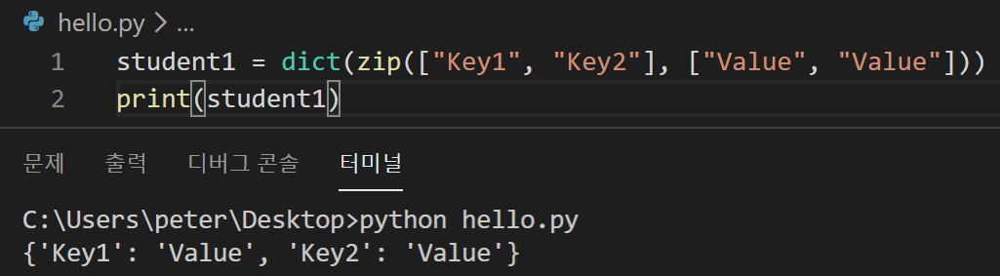 hello.py > ...
1 student1 = dict(zip(["Key1", "Key2"], ["Value", "Value"]))
2 print(student1)
문제 출력 디버그 콘솔 터미널
C:\Users\peter\Desktop>python hello.py
{'Key1': 'Value', 'Key2': 'Value'}